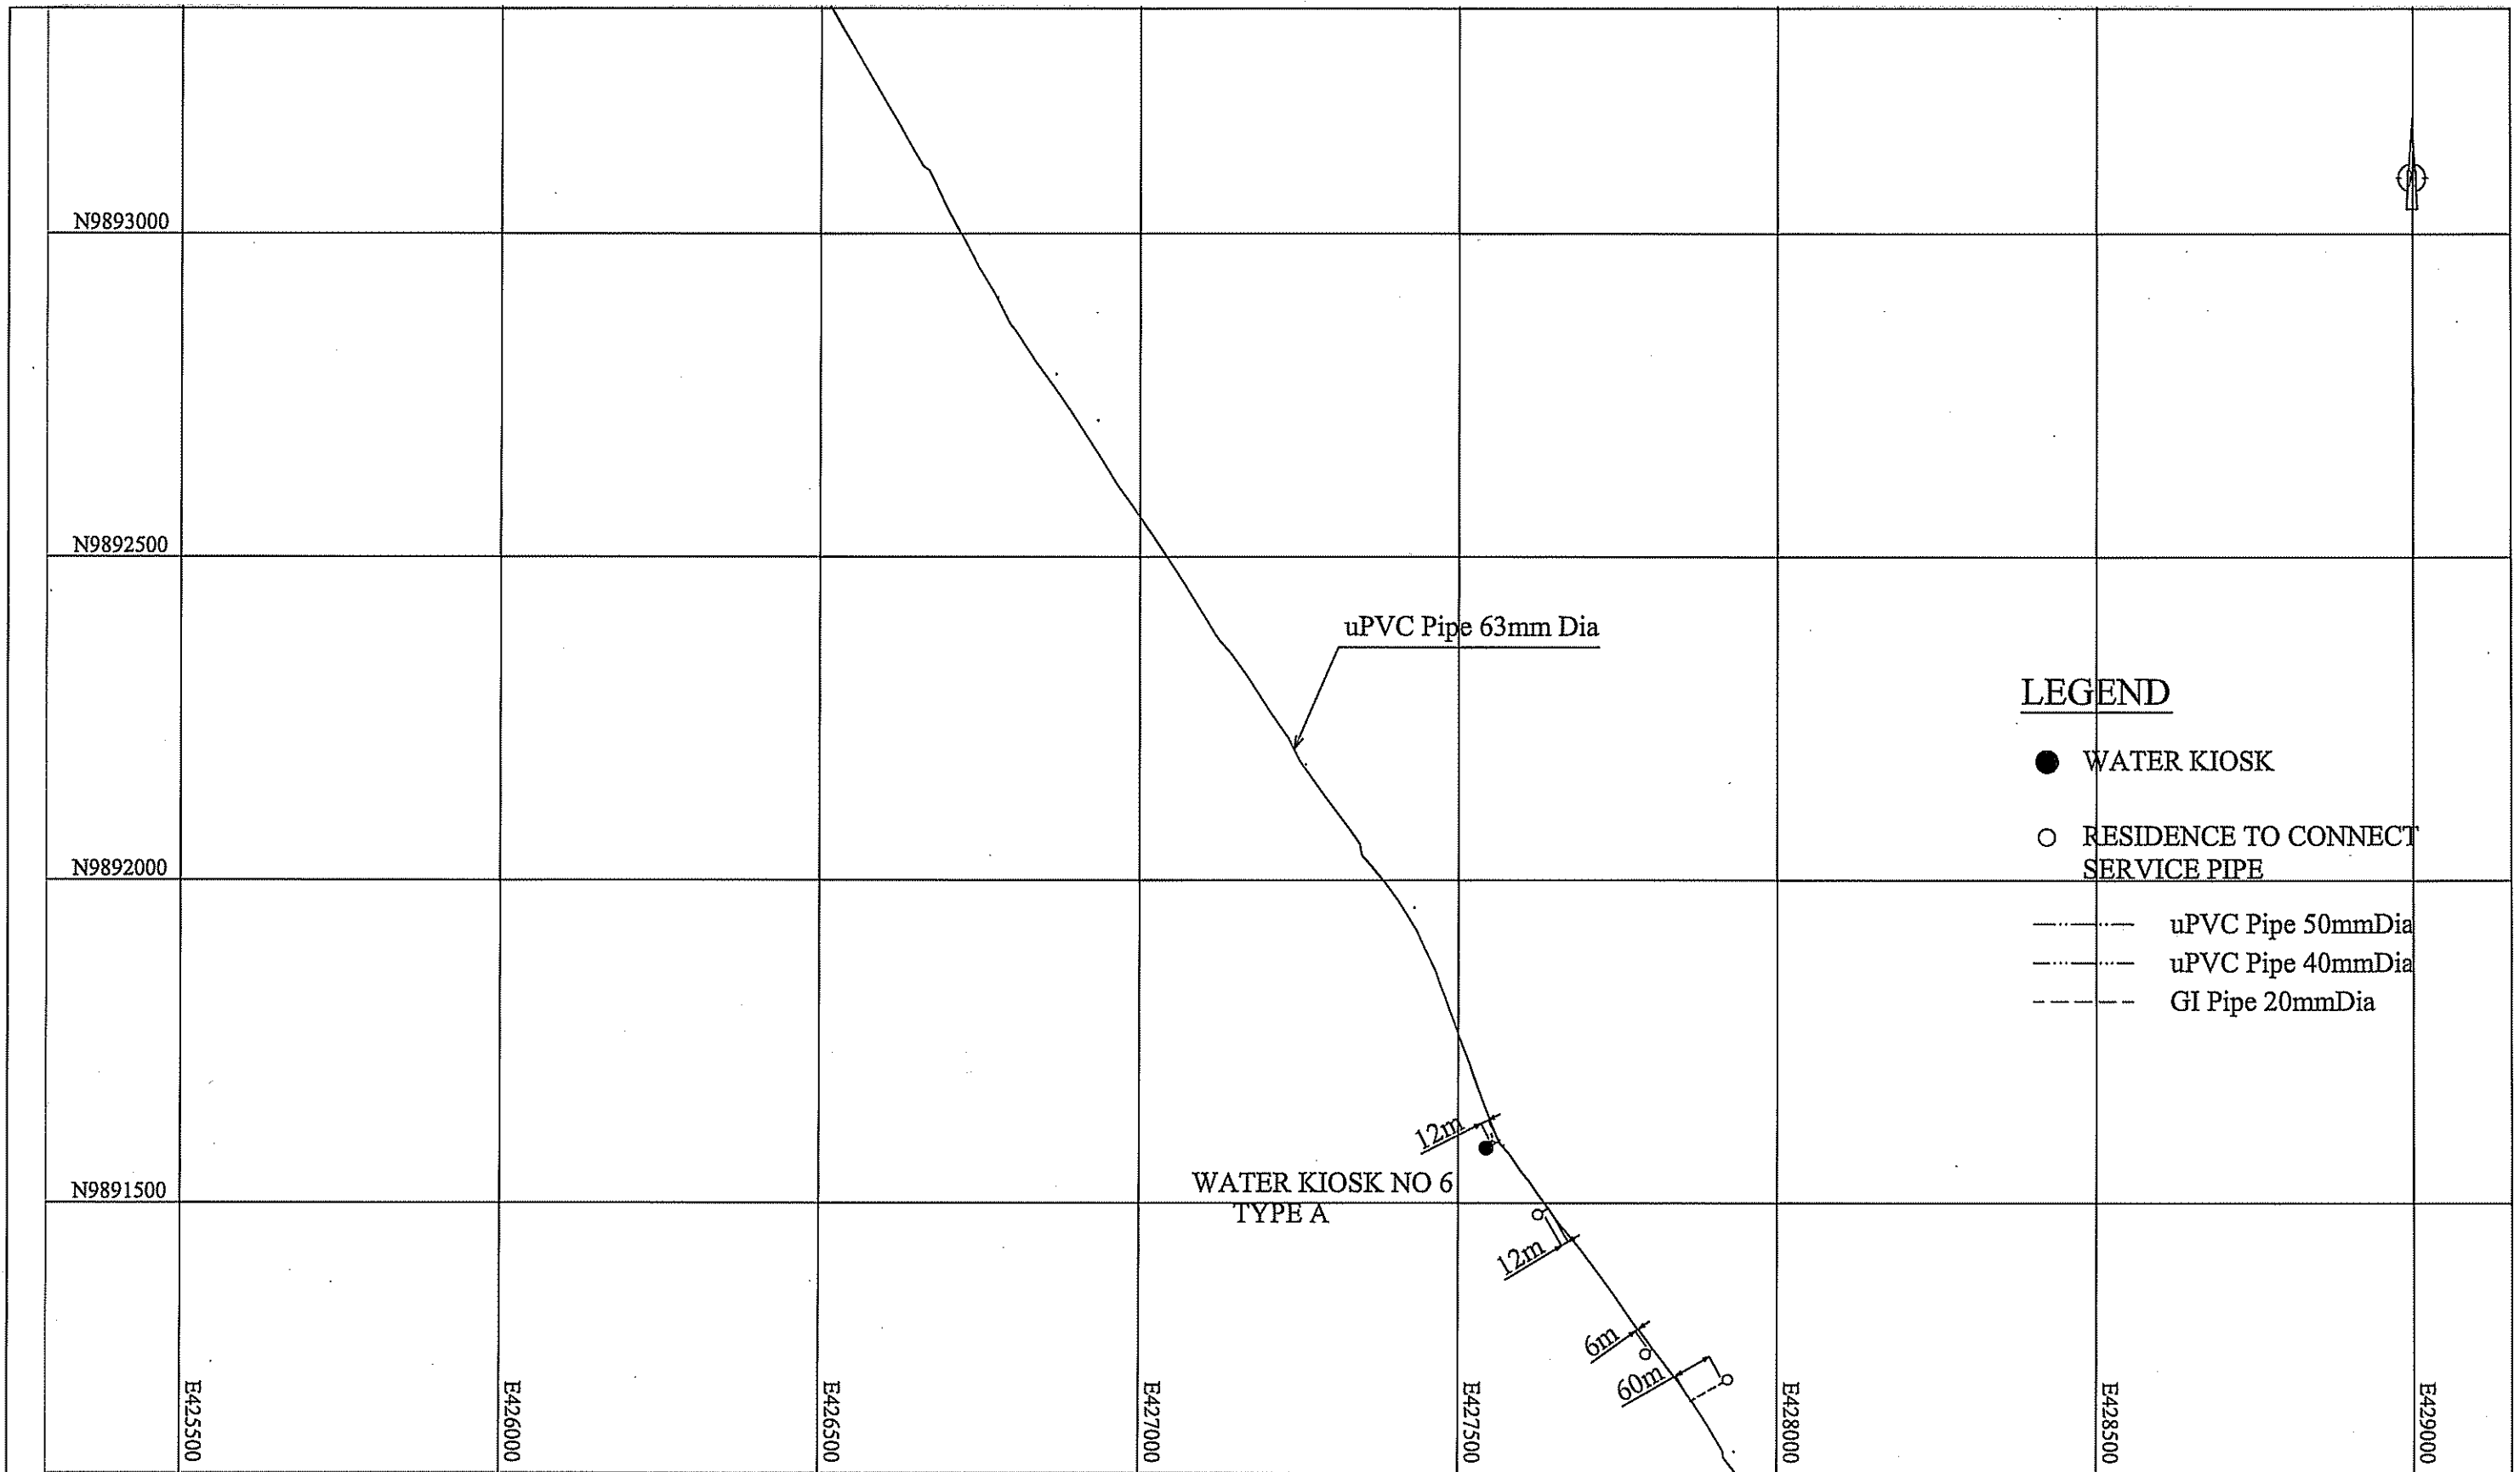 N9893000
N9892500
uPVC Pipe 63mm Dia
LEGEND
WATER KIOSK
RESIDENCE TO CONNECT
SERVICE PIPE
N9892000
uPVC Pipe 50mmDia
uPVC Pipe 40mmDia
GI Pipe 20mmDia
12m
WATER KIOSK NO 6
TYPE A
N9891500
12m
6m
60m
E425500
E426000
E426500
E427000
E427500
E428000
E428500
E429000